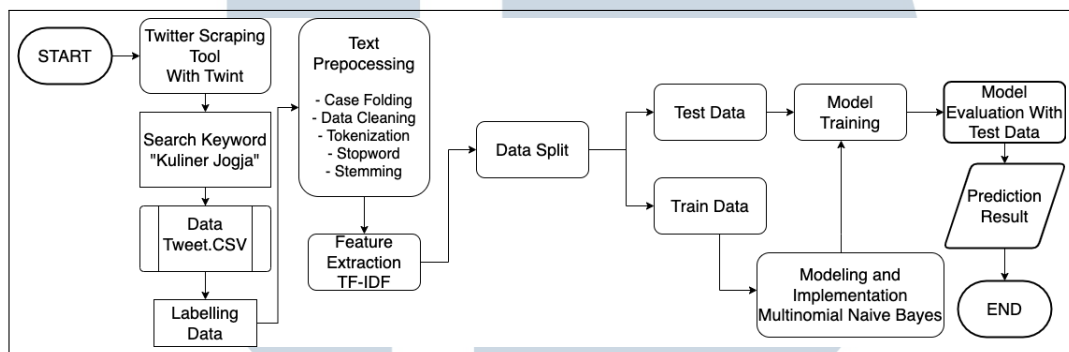 START
Twitter Scraping
Tool
With Twint
Search Keyword
"Kuliner Jogja"
Data
Tweet.CSV
Labelling
Data
Text
Prepocessing
- Case Folding
- Data Cleaning
- Tokenization
- Stopword
- Stemming
Feature
Extraction
TF-IDF
Data Split
Test Data
Train Data
Modeling and
Implementation
Multinomial Naive Bayes
Model
Training
Model
Evaluation With
Test Data
Prediction
Result
END